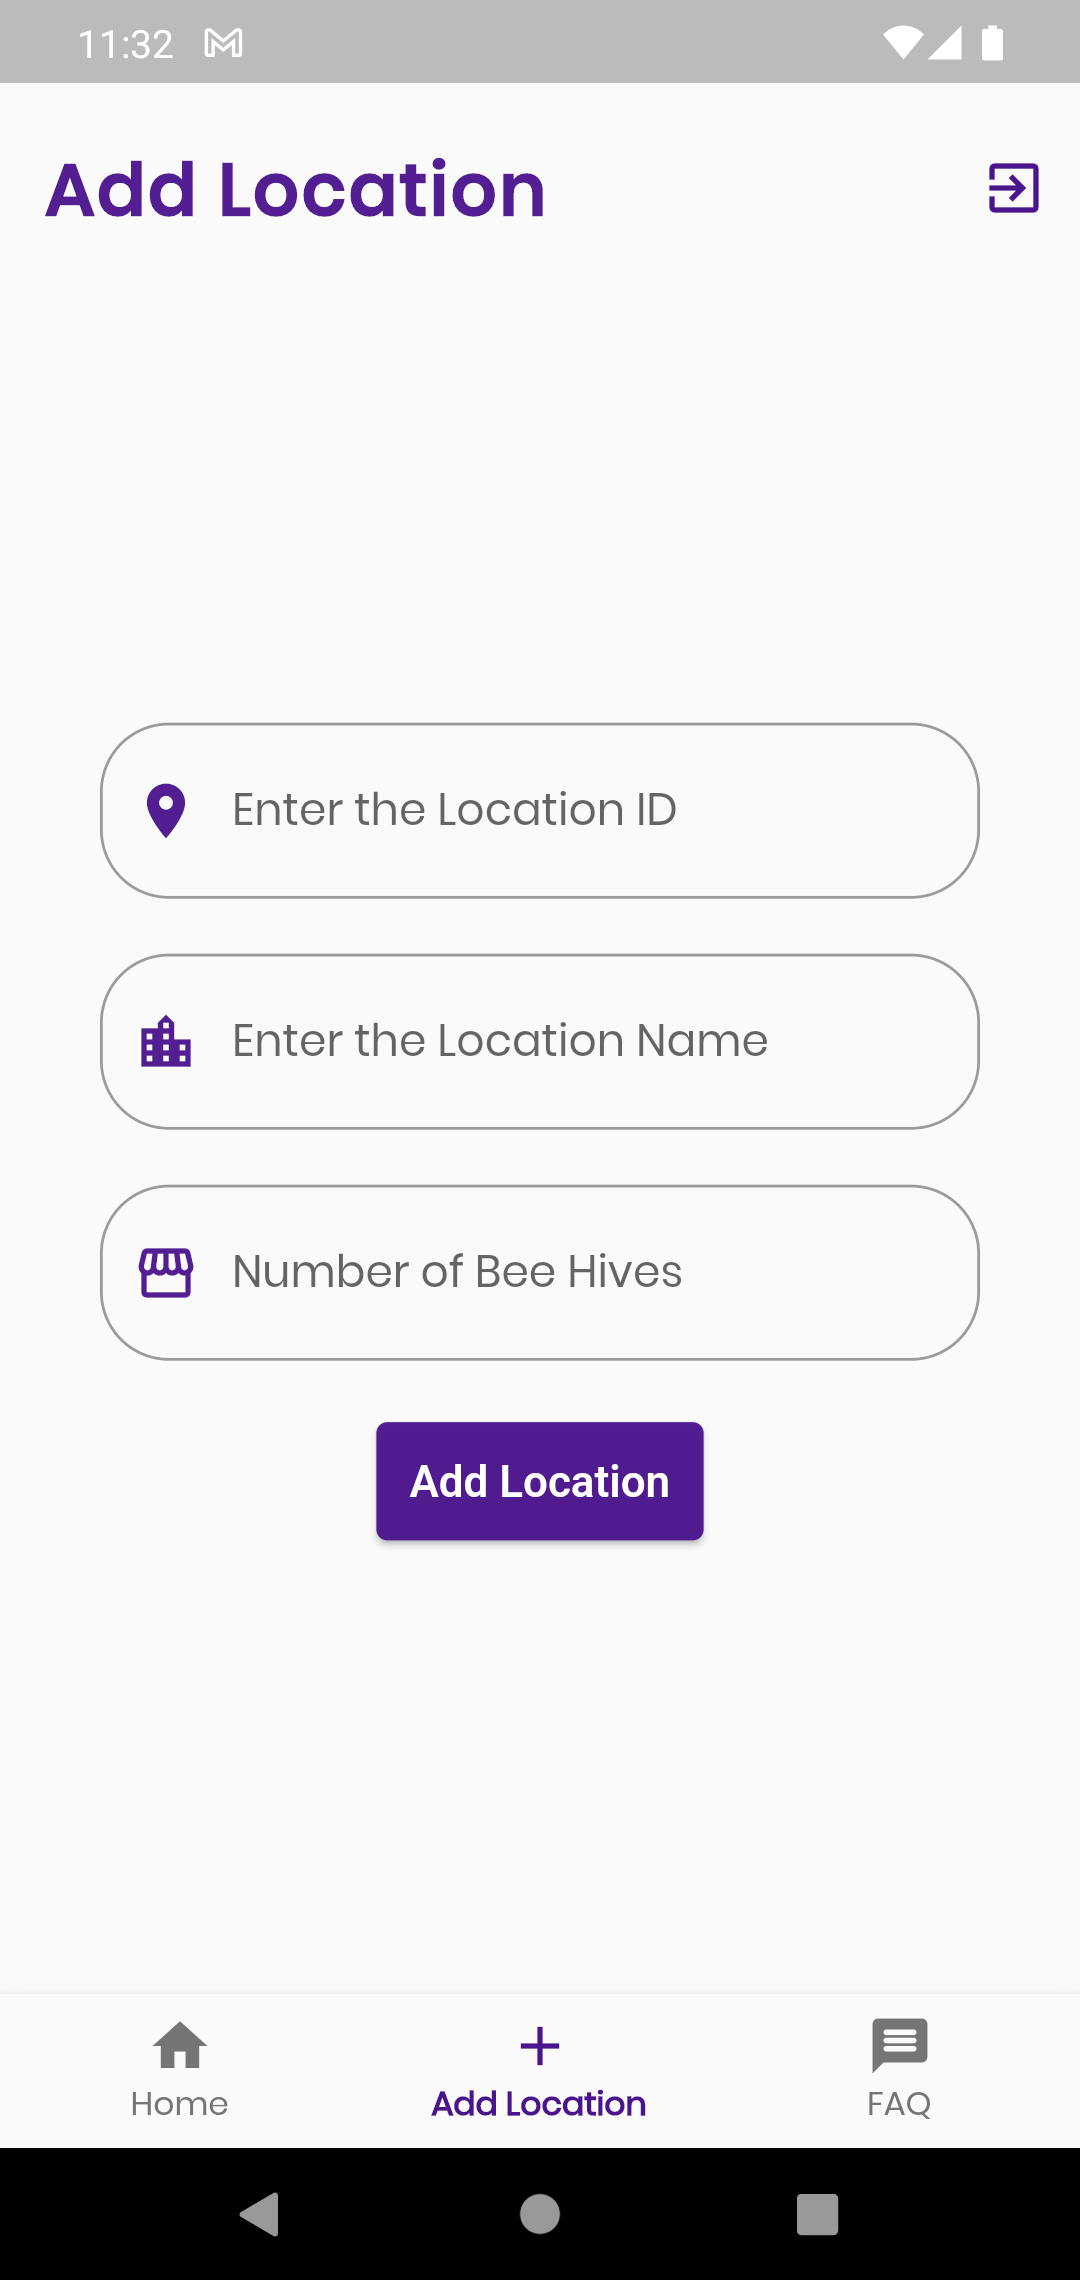 11:32
Add Location
Enter the Location ID
Enter the Location Name
Number of Bee Hives
Add Location
Home
Add Location
FAQ